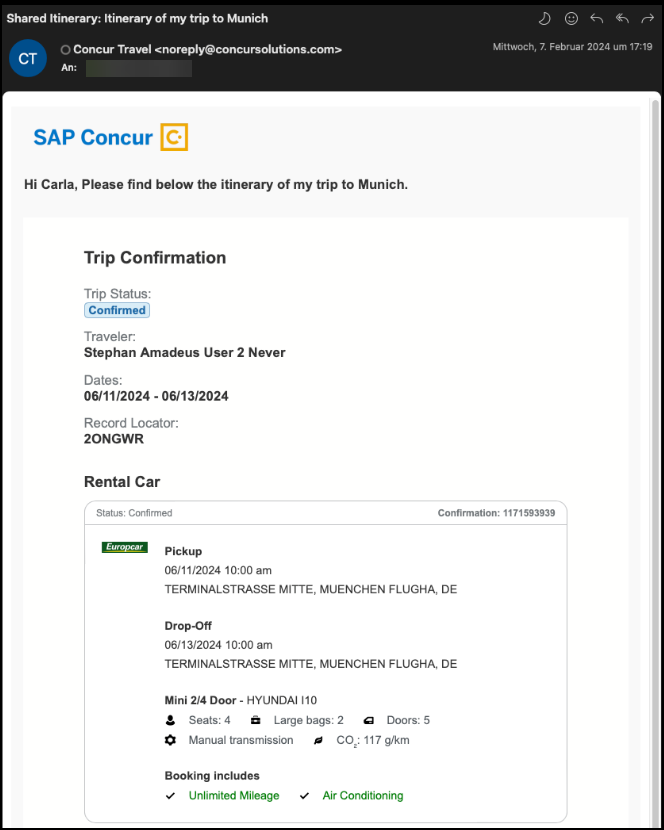 Shared Itinerary: Itinerary of my trip to Munich
CT
Concur Travel <noreply@concursolutions.com>
Mittwoch, 7. Februar 2024 um 17:19
An:
SAP Concur C
Hi Carla, Please find below the itinerary of my trip to Munich.
Trip Confirmation
Trip Status:
Confirmed
Traveler:
Stephan Amadeus User 2 Never
Dates:
06/11/2024 - 06/13/2024
Record Locator:
2ONGWR
Rental Car
Status: Confirmed
Confirmation: 1171593939
Europcar
Pickup
06/11/2024 10:00 am
TERMINALSTRASSE MITTE, MUENCHEN FLUGHA, DE
Drop-Off
06/13/2024 10:00 am
TERMINALSTRASSE MITTE, MUENCHEN FLUGHA, DE
Mini 2/4 Door - HYUNDAI I10
Seats: 4 Large bags: 2 Doors: 5
Manual transmission CO₂: 117 g/km
Booking includes
Unlimited Mileage Air Conditioning